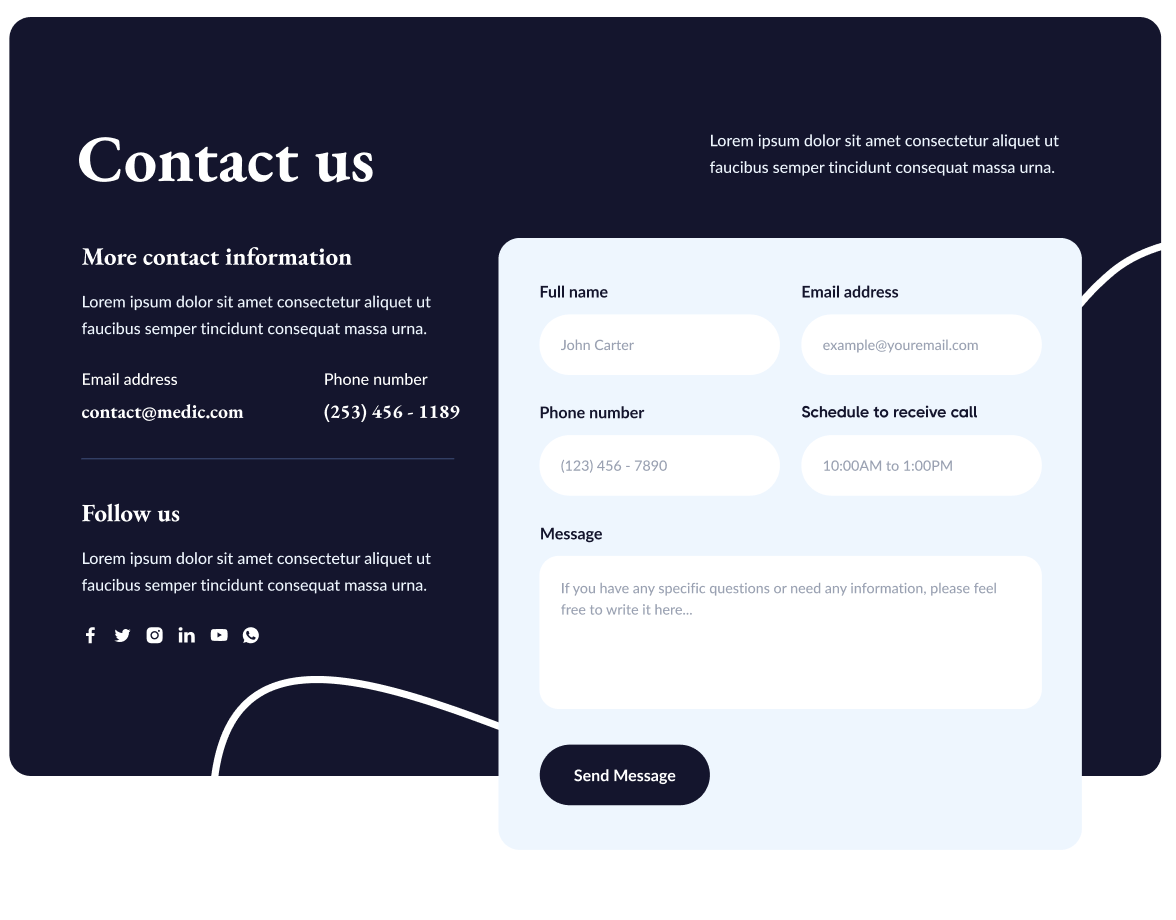 Contact us
Lorem ipsum dolor sit amet consectetur aliquet ut
faucibus semper tincidunt consequat massa urna.
More contact information
Lorem ipsum dolor sit amet consectetur aliquet ut
faucibus semper tincidunt consequat massa urna.
Email address
contact@medic.com
Phone number
(253) 456 - 1189
Follow us
Lorem ipsum dolor sit amet consectetur aliquet ut
faucibus semper tincidunt consequat massa urna.
Full name
John Carter
Email address
example@youremail.com
Phone number
(123) 456 - 7890
Schedule to receive call
10:00AM to 1:00PM
Message
If you have any specific questions or need any information, please feel
free to write it here...
Send Message